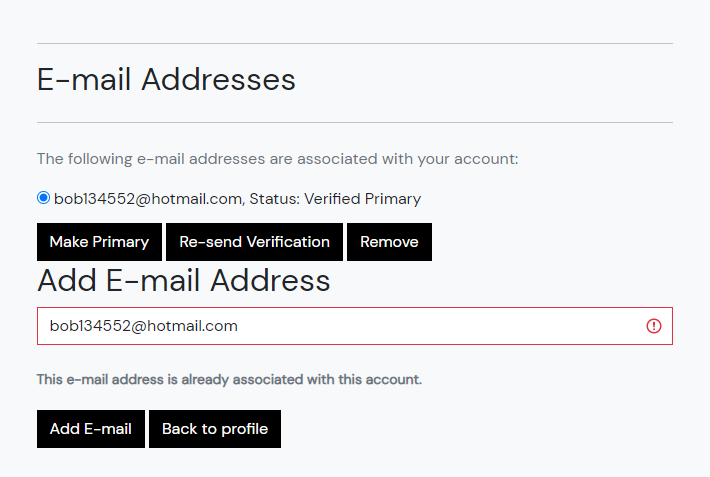 E-mail Addresses
The following e-mail addresses are associated with your account:
bob134552@hotmail.com, Status: Verified Primary
Make Primary Re-send Verification Remove
Add E-mail Address
bob134552@hotmail.com
This e-mail address is already associated with this account.
Add E-mail Back to profile